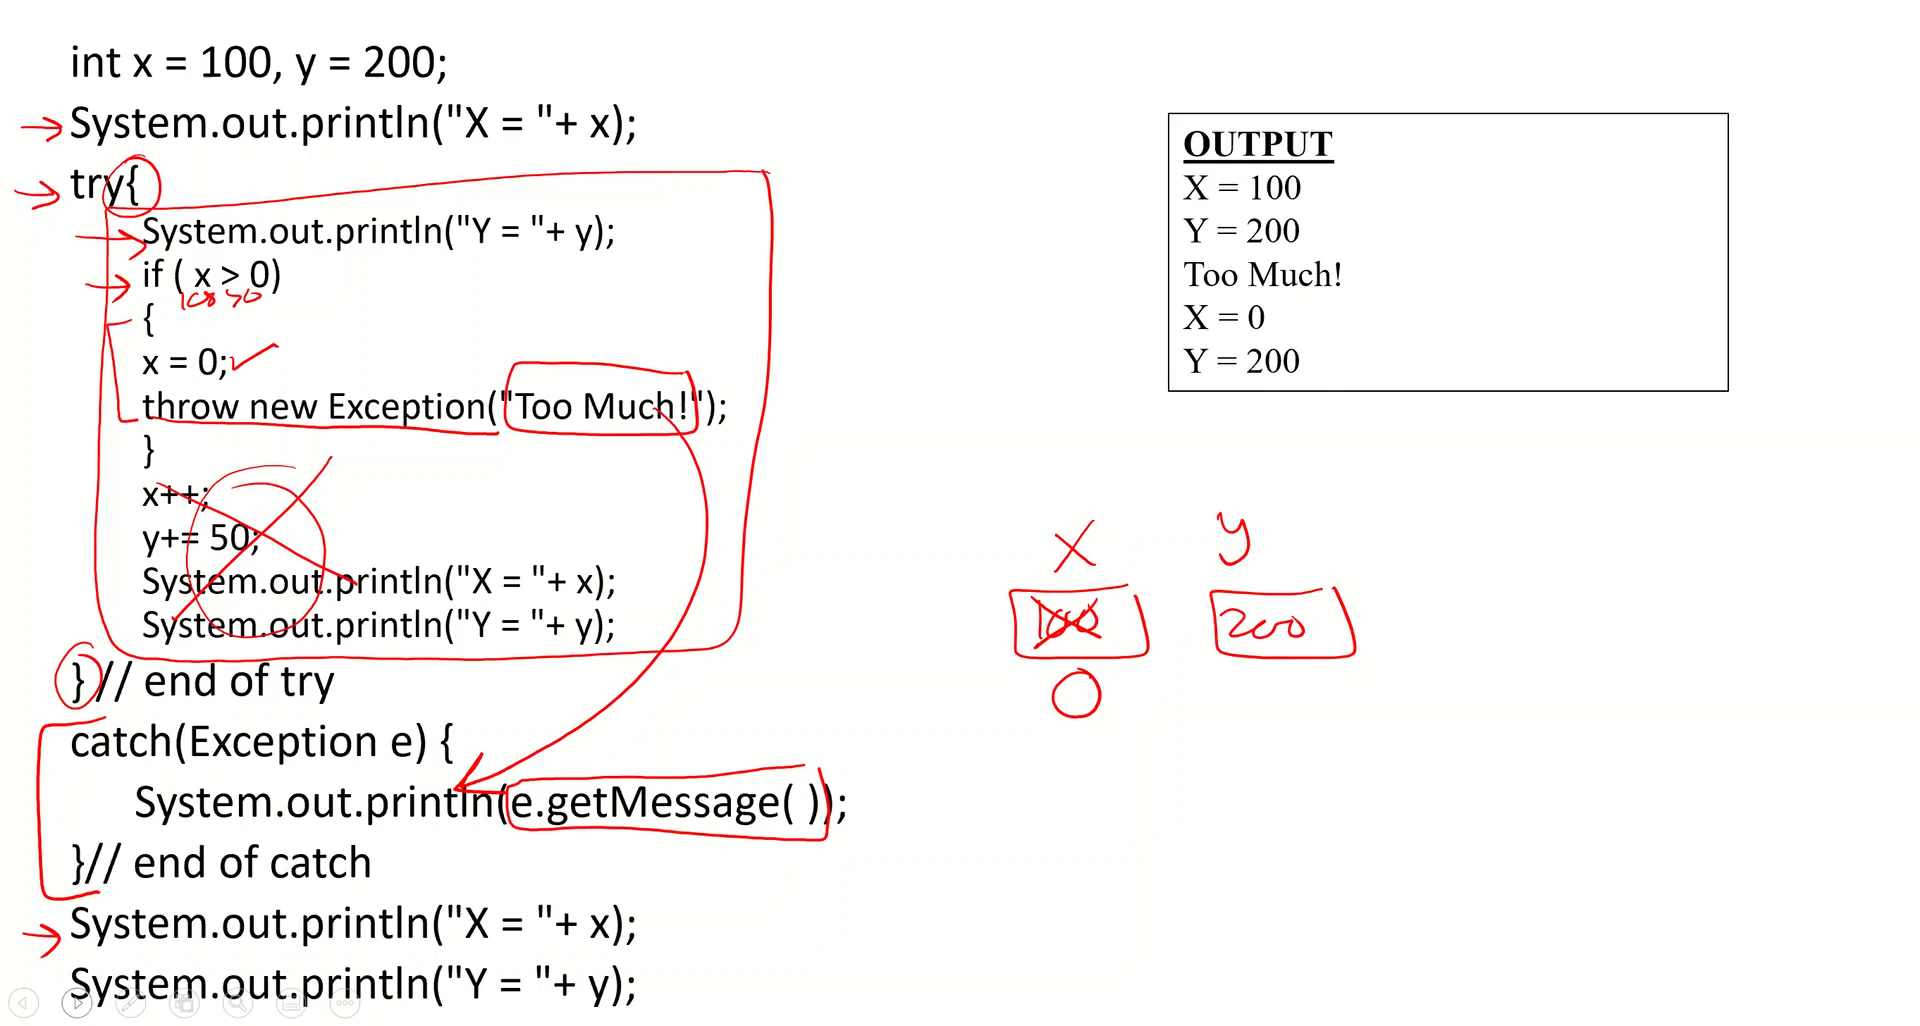 int x = 100, y = 200;
System.out.println("X = "+ x);
try{
System.out.println("Y = "+ y);
if ( x > 0)
100 > 0
{
x = 0;
throw new Exception("Too Much!");
}
x++;
y+= 50;
System.out.println("X = "+ x);
System.out.println("Y = "+ y);
}// end of try
catch(Exception e) {
System.out.println(e.getMessage( ));
}// end of catch
System.out.println("X = "+ x);
System.out.println("Y = "+ y);
OUTPUT
X = 100
Y = 200
Too Much!
X = 0
Y = 200
X y
100 200
0